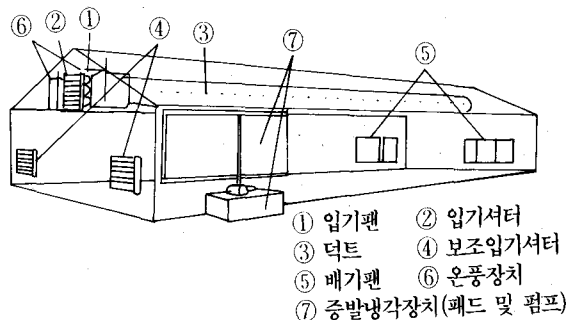 ⑥ ② ① ④ ③ ⑦ ⑤
① 입기팬 ② 입기셔터
③ 덕트 ④ 보조입기셔터
⑤ 배기팬 ⑥ 온풍장치
⑦ 증발냉각장치(패드 및 펌프)